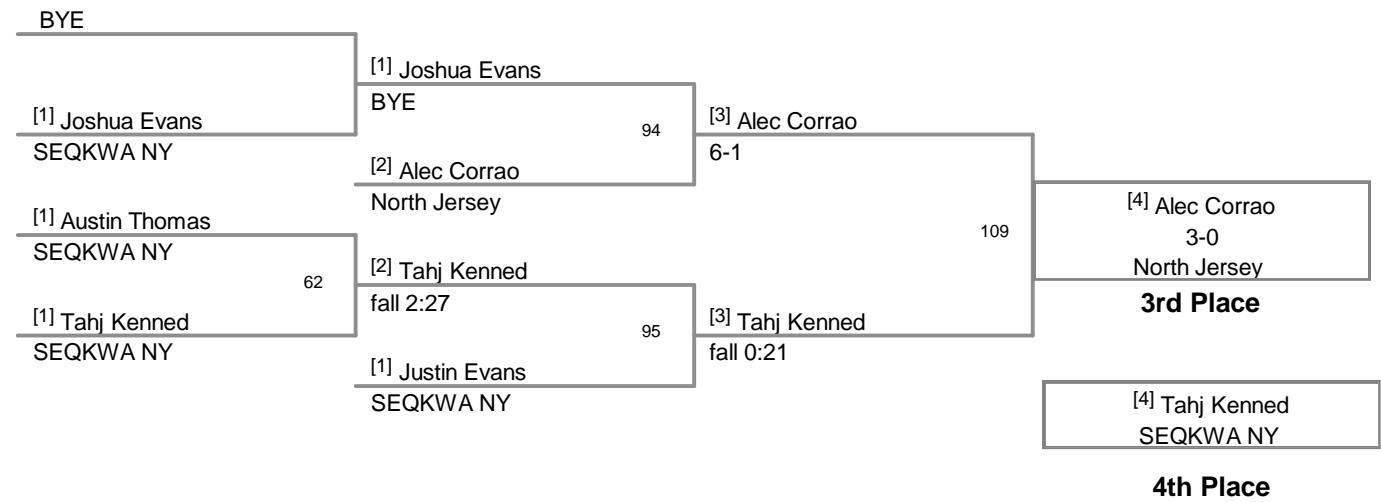 BYE
[1] Joshua Evans
BYE
[1] Joshua Evans
SEQKWA NY
94
[3] Alec Corrao
6-1
[2] Alec Corrao
North Jersey
[1] Austin Thomas
SEQKWA NY
62
[2] Tahj Kenned
fall 2:27
[1] Tahj Kenned
SEQKWA NY
95
[3] Tahj Kenned
fall 0:21
[1] Justin Evans
SEQKWA NY
109
[4] Alec Corrao
3-0
North Jersey
3rd Place
[4] Tahj Kenned
SEQKWA NY
4th Place